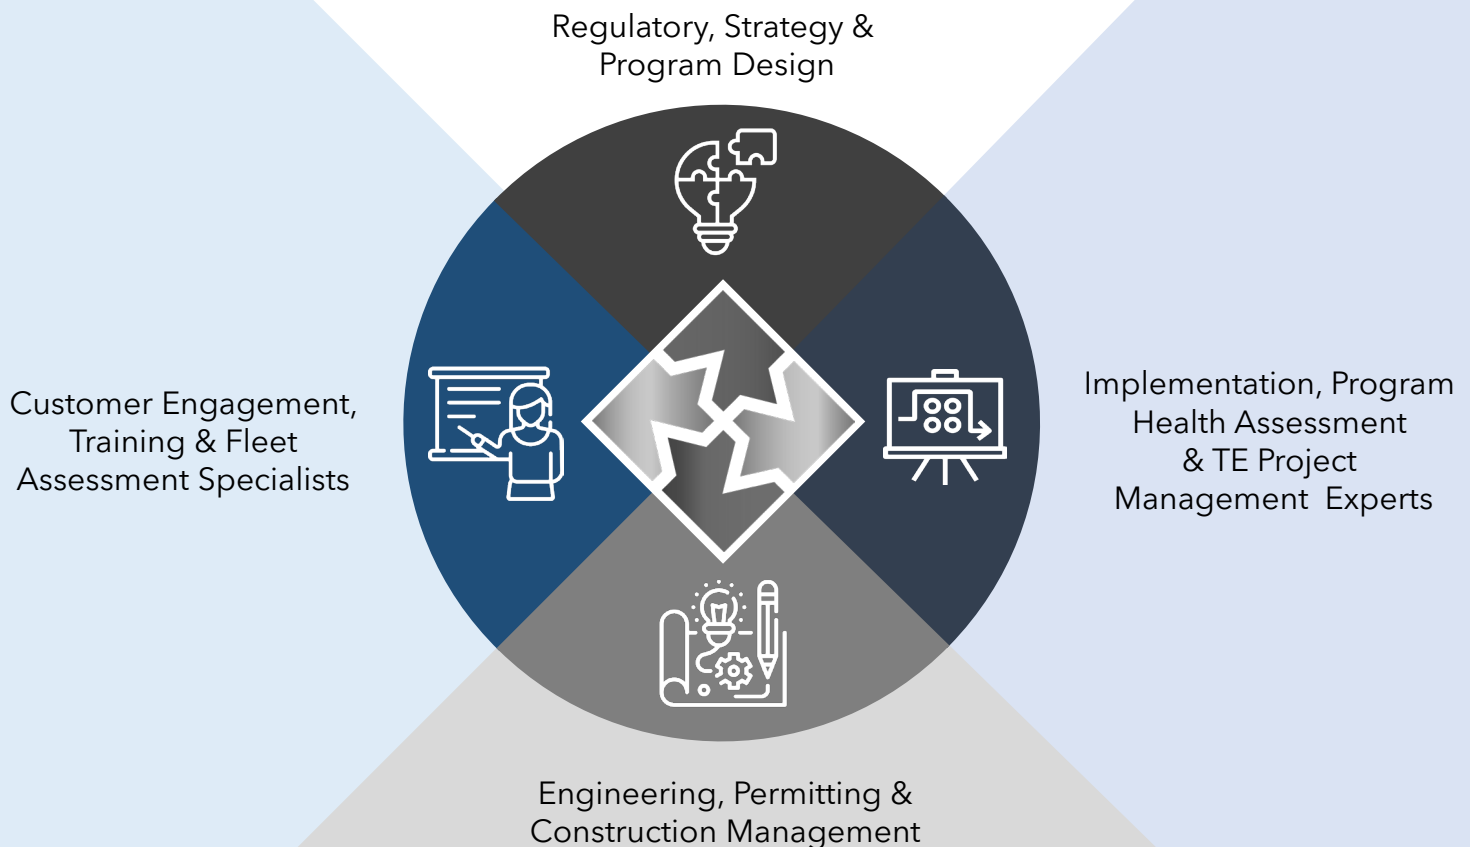 Regulatory, Strategy &
Program Design
Customer Engagement,
Training & Fleet
Assessment Specialists
Implementation, Program
Health Assessment
& TE Project
Management  Experts
Engineering, Permitting &
Construction Management